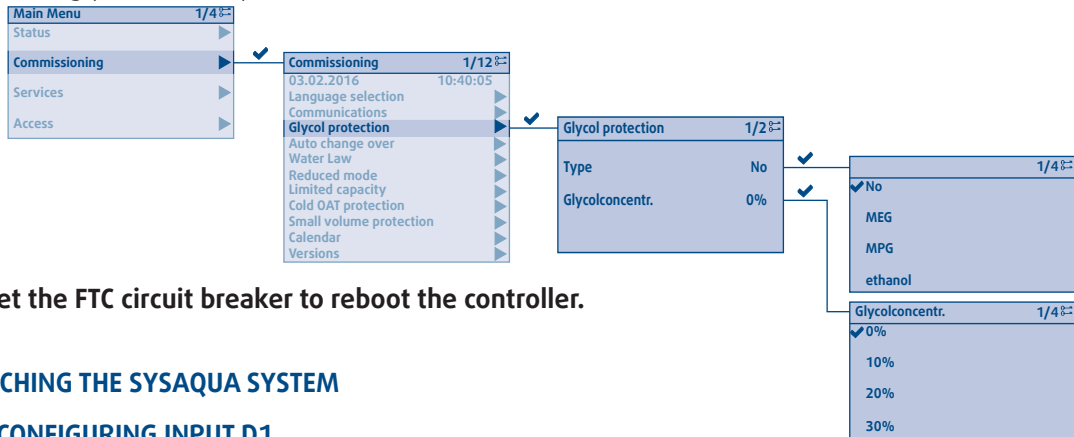 Main Menu 1/4
Status
Commissioning
Services
Access
Commissioning 1/12
03.02.2016 10:40:05
Language selection
Communications
Glycol protection
Auto change over
Water Law
Reduced mode
Limited capacity
Cold OAT protection
Small volume protection
Calendar
Versions
Glycol protection 1/2
Type No
Glycolconcentr. 0%
1/4
No
MEG
MPG
ethanol
Glycolconcentr. 1/4
0%
10%
20%
30%
et the FTC circuit breaker to reboot the controller.
CHING THE SYSAQUA SYSTEM
CONFIGURING INPUT D1